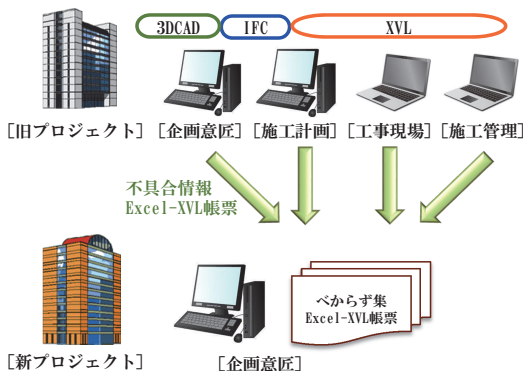 3DCAD
IFC
XVL
[旧プロジェクト]
[企画意匠]
[施工計画]
[工事現場]
[施工管理]
不具合情報
Excel-XVL帳票
べからず集
Excel-XVL帳票
[新プロジェクト]
[企画意匠]